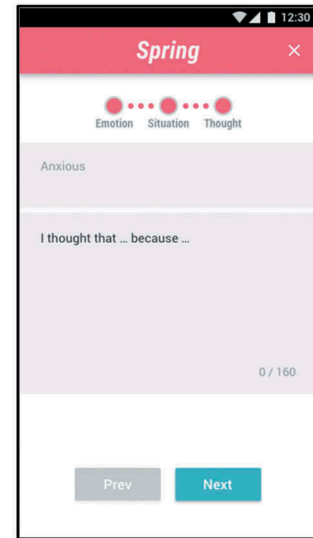 12:30
Spring ×
Emotion Situation Thought
Anxious
I thought that ... because ...
0 / 160
Prev Next